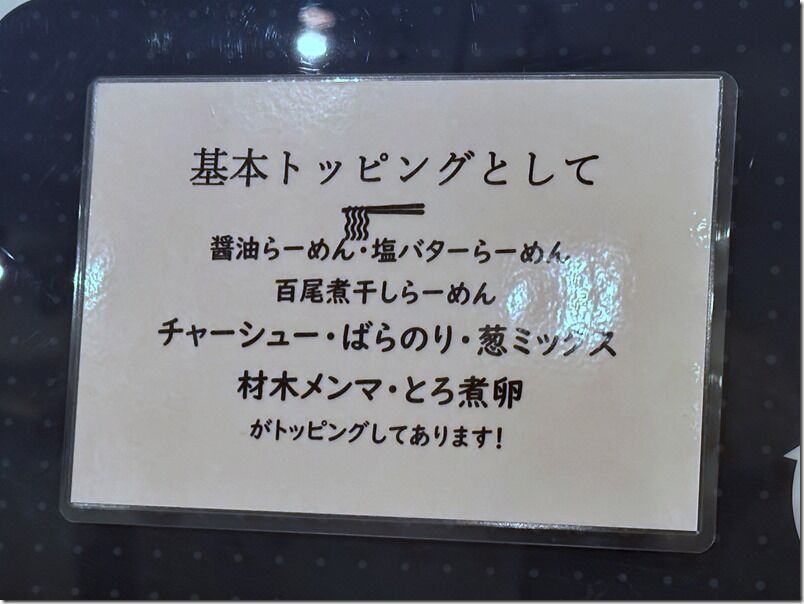 基本トッピングとして
醤油らーめん・塩バターらーめん
百尾煮干しらーめん
チャーシュー・ばらのり・葱ミックス
材木メンマ・とろ煮卵
がトッピングしてあります!